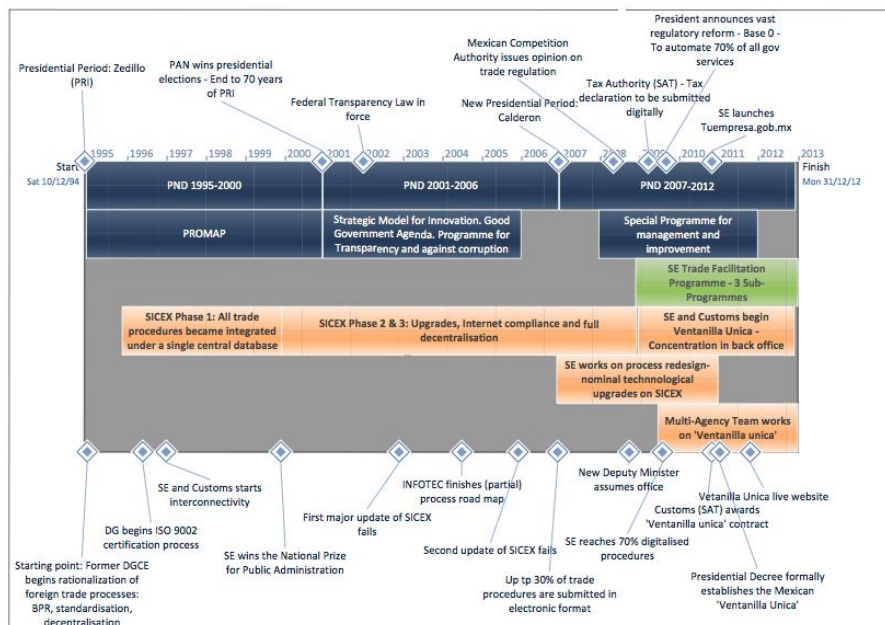 President announces vast
regulatory reform - Base 0 -
To automate 70% of all gov
services
Mexican Competition
Authority issues opinion on
trade regulation
PAN wins presidential
elections - End to 70 years
of PRI
Presidential Period: Zedillo
(PRI)
Tax Authority (SAT) - Tax
declaration to be submitted
digitally
Federal Transparency Law in
force
New Presidential Period:
Calderon
SE launches
Tuempresa.gob.mx
1995 1996 1997 1998 1999 2000 2001 2002 2003 2004 2005 2006 2007 2008 2009 2010 2011 2012 2013
Start
Sat 10/12/94
Finish
Mon 31/12/12
PND 1995-2000
PND 2001-2006
PND 2007-2012
PROMAP
Strategic Model for Innovation. Good
Government Agenda. Programme for
Transparency and against corruption
Special Programme for
management and
improvement
SE Trade Facilitation
Programme - 3 Sub-
Programmes
SICEX Phase 1: All trade
procedures became integrated
under a single central database
SICEX Phase 2 & 3: Upgrades, Internet compliance and full
decentralisation
SE and Customs begin
Ventanilla Unica -
Concentration in back office
SE works on process redesign-
nominal technnological
upgrades on SICEX
Multi-Agency Team works
on 'Ventanilla unica'
SE and Customs starts
interconnectivity
INFOTEC finishes (partial)
process road map
New Deputy Minister
assumes office
Vetanilla Unica live website
Customs (SAT) awards
'Ventanilla unica' contract
First major update of SICEX
fails
DG begins ISO 9002
certification process
SE wins the National Prize
for Public Administration
Second update of SICEX fails
SE reaches 70% digitalised
procedures
Starting point: Former DGCE
begins rationalization of
foreign trade processes:
BPR, standardisation,
decentralisation
Up tp 30% of trade
procedures are submitted in
electronic format
Presidential Decree formally
establishes the Mexican
'Ventanilla Unica'